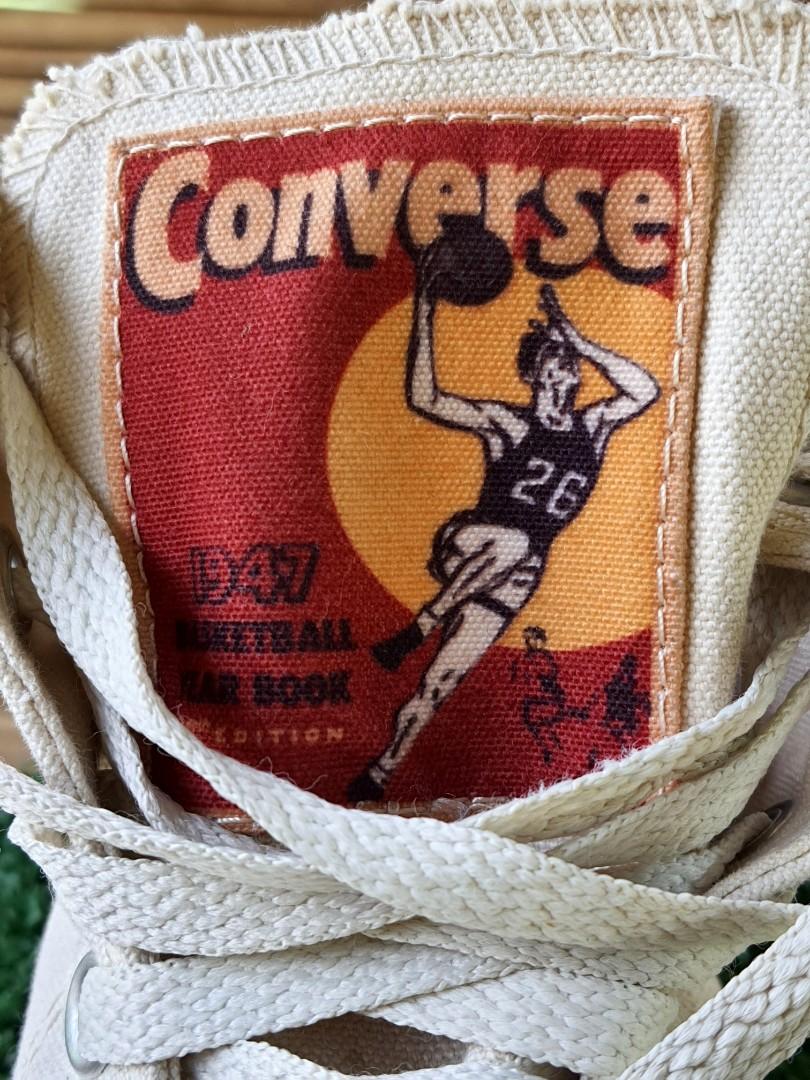 Converse
26
1947
BASKETBALL
YEAR BOOK
EDITION